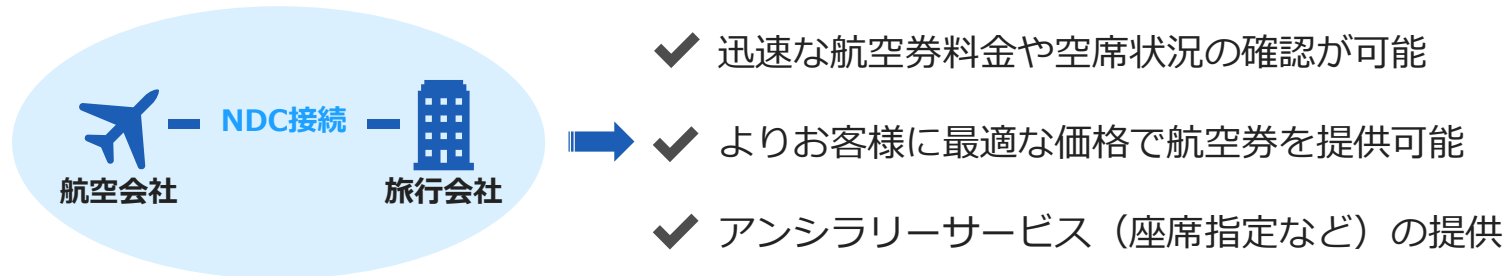 NDC接続
航空会社
旅行会社
迅速な航空券料金や空席状況の確認が可能
よりお客様に最適な価格で航空券を提供可能
アンシラリーサービス（座席指定など）の提供